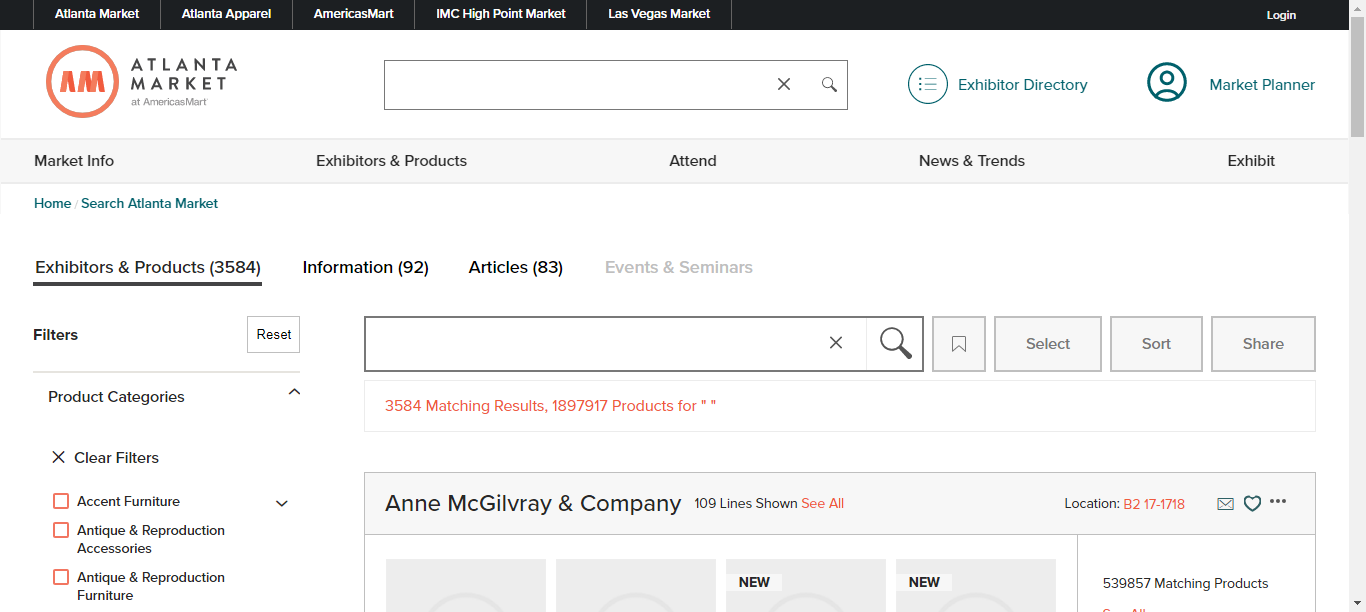 Atlanta Market
Atlanta Apparel
AmericasMart
IMC High Point Market
Las Vegas Market
Login
AM
ATLANTA
MARKET
at AmericasMart
Exhibitor Directory
Market Planner
Market Info
Exhibitors & Products
Attend
News & Trends
Exhibit
Home / Search Atlanta Market
Exhibitors & Products (3584)
Information (92)
Articles (83)
Events & Seminars
Filters
Reset
Select
Sort
Share
Product Categories
3584 Matching Results, 1897917 Products for " "
Clear Filters
Accent Furniture
Antique & Reproduction
Accessories
Antique & Reproduction
Furniture
Anne McGilvray & Company
109 Lines Shown See All
Location: B2 17-1718
NEW
NEW
539857 Matching Products
See All